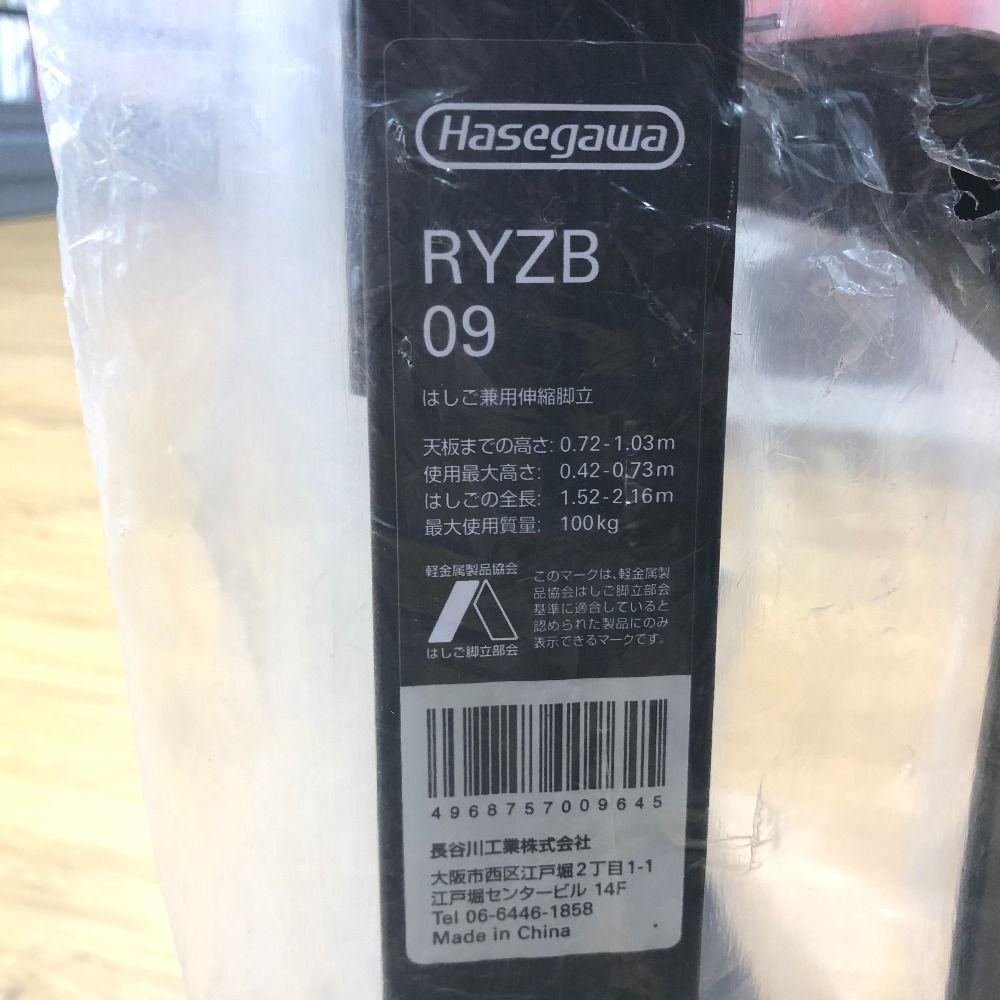 Hasegawa
RYZB
09
はしご兼用伸縮脚立
天板までの高さ: 0.72-1.03m
使用最大高さ: 0.42-0.73m
はしごの全長: 1.52-2.16m
最大使用質量: 100kg
軽金属製品協会
はしご脚立部会
このマークは、軽金属製
品協会はしご脚立部会
基準に適合していると
認められた製品にのみ
表示できるマークです。
4968757009645
長谷川工業株式会社
大阪市西区江戸堀2丁目1-1
江戸堀センタービル 14F
Tel 06-6446-1858
Made in China